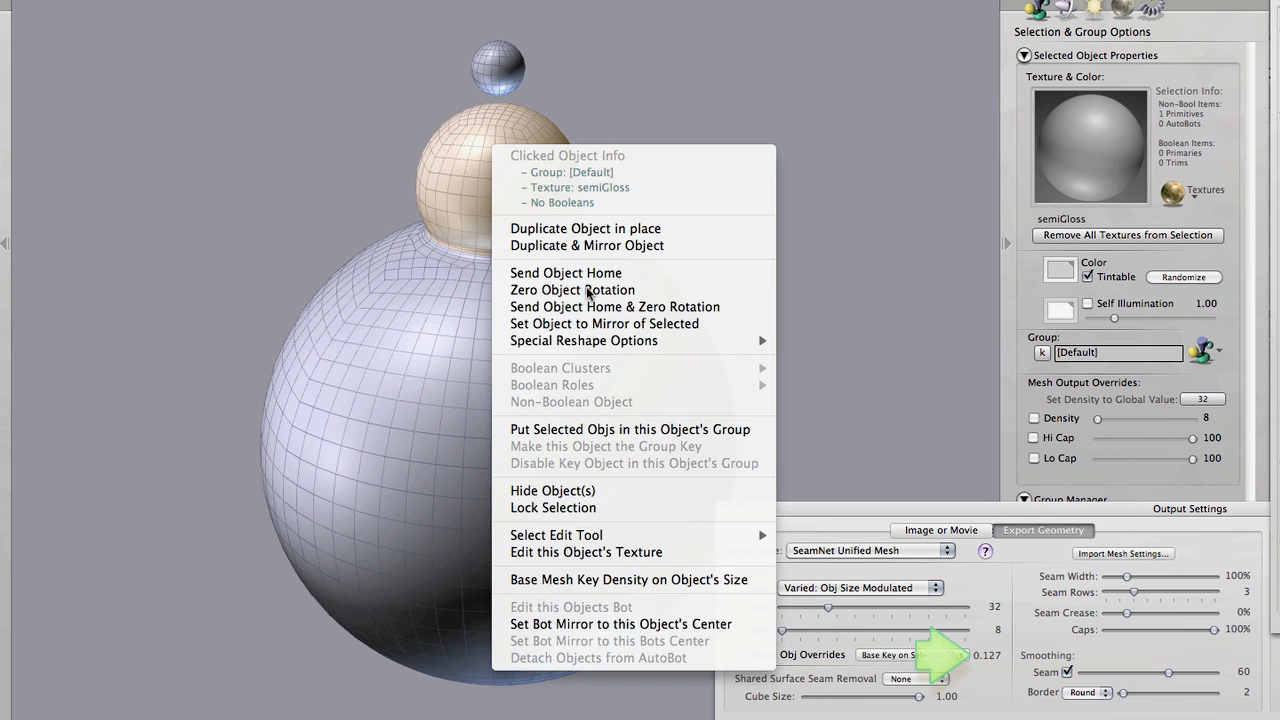 Selection & Group Options
Selected Object Properties
Texture & Color:
Selection Info:
Non-Bool Items:
1 Primitives
0 AutoBots
Boolean Items:
0 Primaries
0 Trims
Textures
semiGloss
Remove All Textures from Selection
Color
Tintable
Randomize
Self Illumination 1.00
Group:
k [Default]
Mesh Output Overrides:
Set Density to Global Value: 32
Density 8
Hi Cap 100
Lo Cap 100
Group Manager
Clicked Object Info
– Group: [Default]
– Texture: semiGloss
– No Booleans
Duplicate Object in place
Duplicate & Mirror Object
Send Object Home
Zero Object Rotation
Send Object Home & Zero Rotation
Set Object to Mirror of Selected
Special Reshape Options
Boolean Clusters
Boolean Roles
Non-Boolean Object
Put Selected Objs in this Object's Group
Make this Object the Group Key
Disable Key Object in this Object's Group
Hide Object(s)
Lock Selection
Select Edit Tool
Edit this Object's Texture
Base Mesh Key Density on Object's Size
Edit this Objects Bot
Set Bot Mirror to this Object's Center
Set Bot Mirror to this Bots Center
Detach Objects from AutoBot
Output Settings
Image or Movie Export Geometry
SeamNet Unified Mesh ? Import Mesh Settings...
Varied: Obj Size Modulated
32
8
Obj Overrides Base Key on Selected Objs 0.127
Shared Surface Seam Removal None
Cube Size: 1.00
Seam Width: 100%
Seam Rows: 3
Seam Crease: 0%
Caps: 100%
Smoothing:
Seam 60
Border Round 2